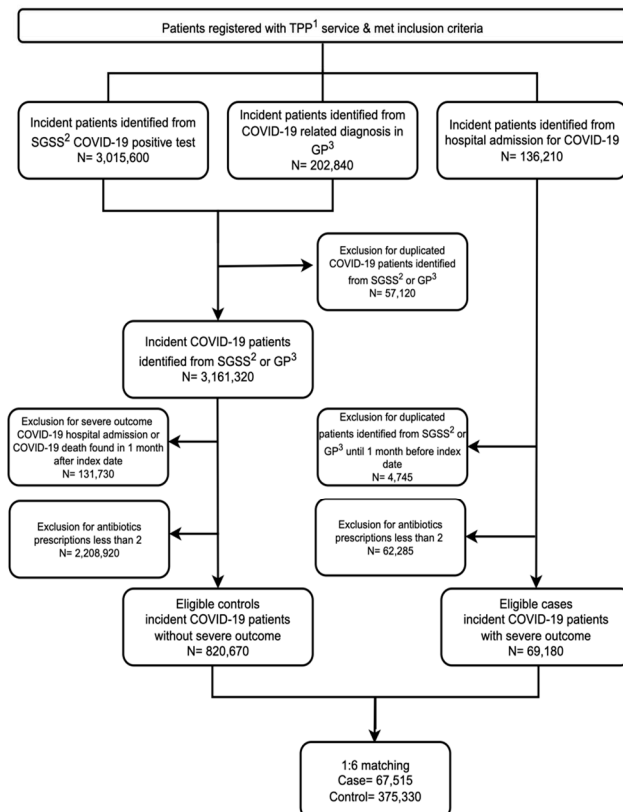 Patients registered with TPP¹ service & met inclusion criteria
Incident patients identified from
SGSS² COVID-19 positive test
N= 3,015,600
Incident patients identified from
COVID-19 related diagnosis in
GP³
N= 202,840
Incident patients identified from
hospital admission for COVID-19
N= 136,210
Exclusion for duplicated
COVID-19 patients identified
from SGSS² or GP³
N= 57,120
Incident COVID-19 patients
identified from SGSS² or GP³
N= 3,161,320
Exclusion for severe outcome
COVID-19 hospital admission or
COVID-19 death found in 1 month
after index date
N= 131,730
Exclusion for duplicated
patients identified from SGSS² or
GP³ until 1 month before index
date
N= 4,745
Exclusion for antibiotics
prescriptions less than 2
N= 2,208,920
Exclusion for antibiotics
prescriptions less than 2
N= 62,285
Eligible controls
incident COVID-19 patients
without severe outcome
N= 820,670
Eligible cases
incident COVID-19 patients
with severe outcome
N= 69,180
1:6 matching
Case= 67,515
Control= 375,330